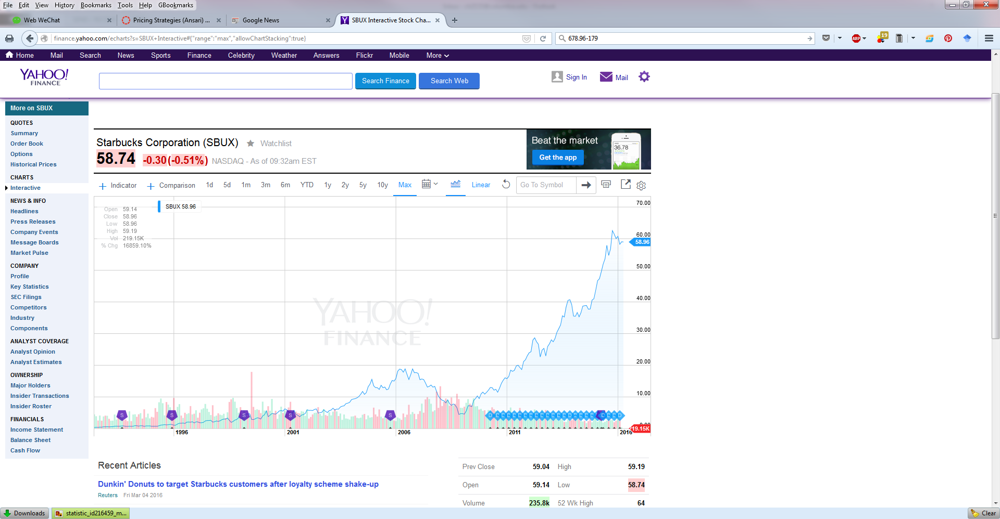 File Edit View History Bookmarks Tools Help GBookmarks
Web WeChat
Pricing Strategies (Ansari) ...
Google News
SBUX Interactive Stock Cha...
finance.yahoo.com/echarts?s=SBUX+Interactive#{"range":"max","allowChartStacking":true}
678.96-179
ABP
19
Home Mail Search News Sports Finance Celebrity Weather Answers Flickr Mobile More
YAHOO!
FINANCE
Search Finance
Search Web
Sign In
Mail
More on SBUX
QUOTES
Summary
Order Book
Options
Historical Prices
CHARTS
Interactive
NEWS & INFO
Headlines
Press Releases
Company Events
Message Boards
Market Pulse
COMPANY
Profile
Key Statistics
SEC Filings
Competitors
Industry
Components
ANALYST COVERAGE
Analyst Opinion
Analyst Estimates
OWNERSHIP
Major Holders
Insider Transactions
Insider Roster
FINANCIALS
Income Statement
Balance Sheet
Cash Flow
Starbucks Corporation (SBUX) Watchlist
58.74 -0.30(-0.51%) NASDAQ - As of 09:32am EST
Beat the market
Get the app
36.78
Indicator Comparison 1d 5d 1m 3m 6m YTD 1y 2y 5y 10y Max Linear Go To Symbol
SBUX 58.96
Open 59.14
Close 58.96
Low 58.96
High 59.19
Vol 219.15K
% Chg 16859.10%
70.00
60.00
58.96
50.00
40.00
30.00
20.00
10.00
19.15K
YAHOO!
FINANCE
S S S S S
1996 2001 2006 2011 2016
Recent Articles
Dunkin' Donuts to target Starbucks customers after loyalty scheme shake-up
Reuters Fri Mar 04 2016
Prev Close 59.04 High 59.19
Open 59.14 Low 58.74
Volume 235.8k 52 Wk High 64
Downloads
statistic_id216459_m...
Clear